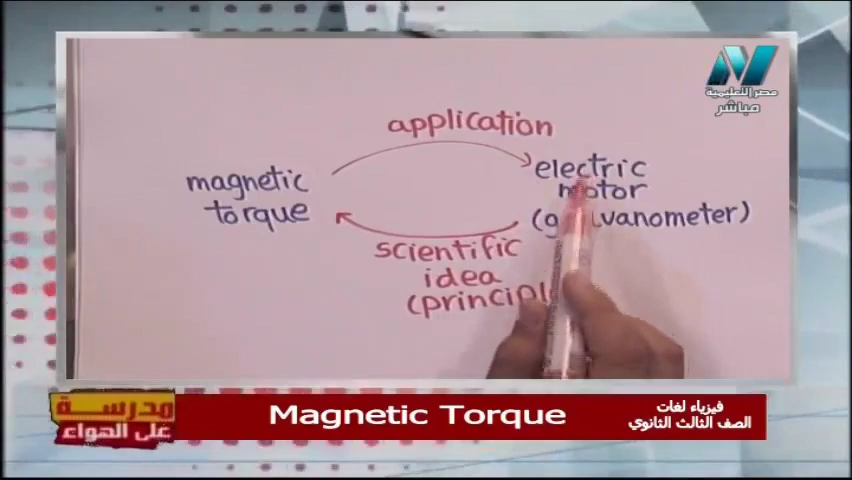 مصر التعليمية
مباشر
application
magnetic
torque
electric
motor
(galvanometer)
scientific
idea
(principle
مدرسة
على الهواء
Magnetic Torque
فيزياء لغات
الصف الثالث الثانوي